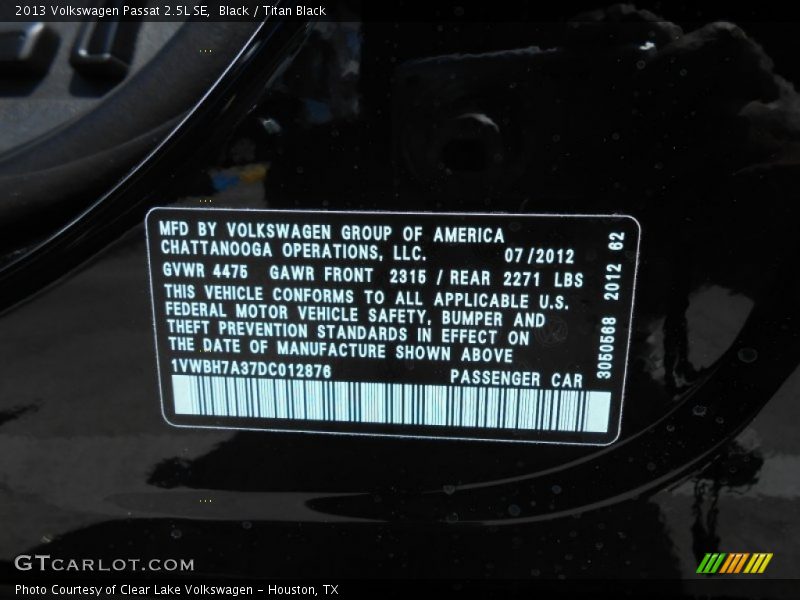 2013 Volkswagen Passat 2.5L SE, Black / Titan Black
MFD BY VOLKSWAGEN GROUP OF AMERICA
CHATTANOOGA OPERATIONS, LLC. 07/2012
GVWR 4475 GAWR FRONT 2315 / REAR 2271 LBS
THIS VEHICLE CONFORMS TO ALL APPLICABLE U.S.
FEDERAL MOTOR VEHICLE SAFETY, BUMPER AND
THEFT PREVENTION STANDARDS IN EFFECT ON
THE DATE OF MANUFACTURE SHOWN ABOVE
1VWBH7A37DC012876 PASSENGER CAR
3050568 2012 62
GTCARLOT.COM
Photo Courtesy of Clear Lake Volkswagen – Houston, TX